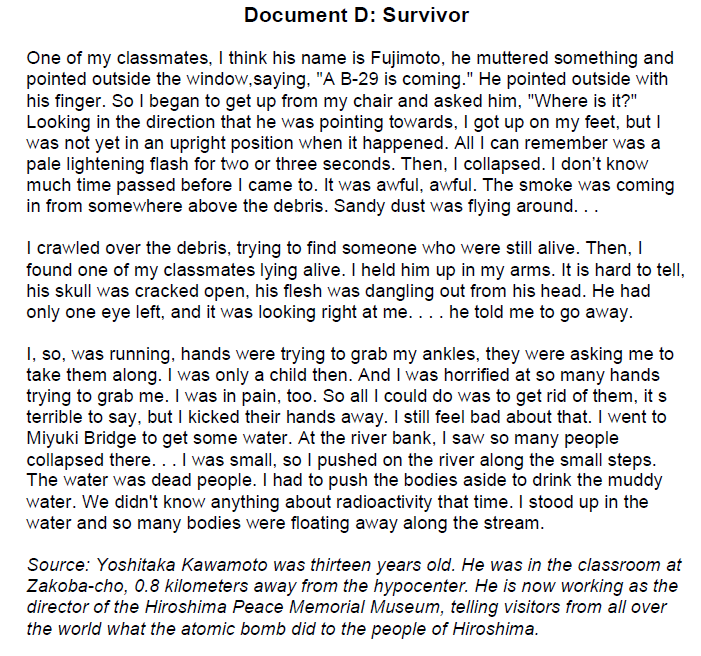 Document D: Survivor
One of my classmates, I think his name is Fujimoto, he muttered something and
pointed outside the window,saying, "A B-29 is coming." He pointed outside with
his finger. So I began to get up from my chair and asked him, "Where is it?"
Looking in the direction that he was pointing towards, I got up on my feet, but I
was not yet in an upright position when it happened. All I can remember was a
pale lightening flash for two or three seconds. Then, I collapsed. I don’t know
much time passed before I came to. It was awful, awful. The smoke was coming
in from somewhere above the debris. Sandy dust was flying around. . .
I crawled over the debris, trying to find someone who were still alive. Then, I
found one of my classmates lying alive. I held him up in my arms. It is hard to tell,
his skull was cracked open, his flesh was dangling out from his head. He had
only one eye left, and it was looking right at me. . . . he told me to go away.
I, so, was running, hands were trying to grab my ankles, they were asking me to
take them along. I was only a child then. And I was horrified at so many hands
trying to grab me. I was in pain, too. So all I could do was to get rid of them, it s
terrible to say, but I kicked their hands away. I still feel bad about that. I went to
Miyuki Bridge to get some water. At the river bank, I saw so many people
collapsed there. . . I was small, so I pushed on the river along the small steps.
The water was dead people. I had to push the bodies aside to drink the muddy
water. We didn't know anything about radioactivity that time. I stood up in the
water and so many bodies were floating away along the stream.
Source: Yoshitaka Kawamoto was thirteen years old. He was in the classroom at
Zakoba-cho, 0.8 kilometers away from the hypocenter. He is now working as the
director of the Hiroshima Peace Memorial Museum, telling visitors from all over
the world what the atomic bomb did to the people of Hiroshima.